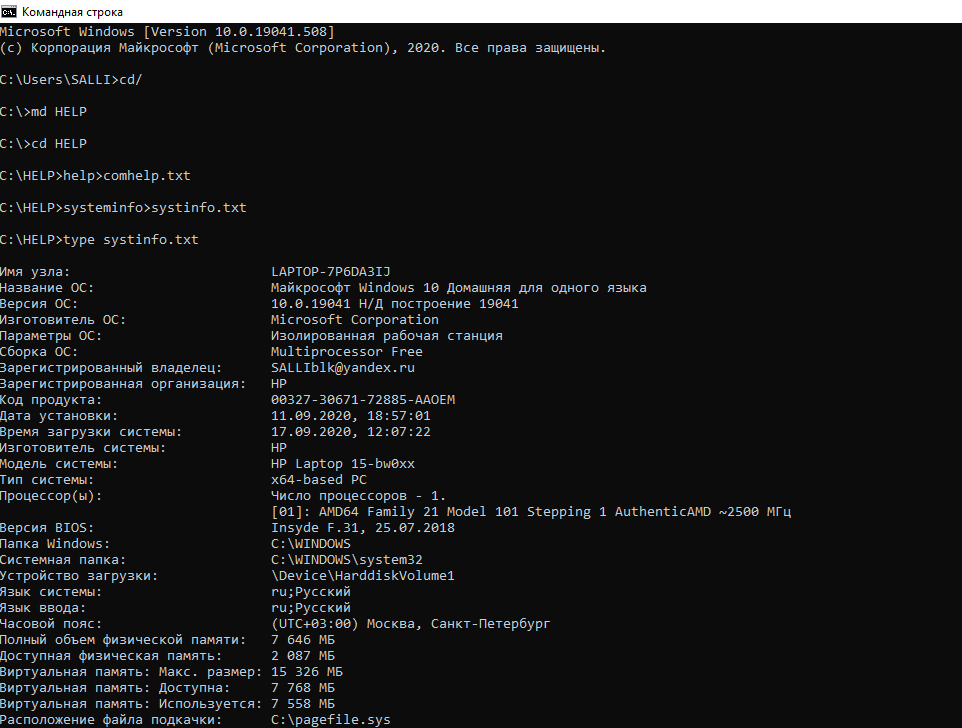 Командная строка
Microsoft Windows [Version 10.0.19041.508]
(c) Корпорация Майкрософт (Microsoft Corporation), 2020. Все права защищены.
C:\Users\SALLI>cd/
C:\>md HELP
C:\>cd HELP
C:\HELP>help>comhelp.txt
C:\HELP>systeminfo>systinfo.txt
C:\HELP>type systinfo.txt
Имя узла: LAPTOP-7P6DA3IJ
Название ОС: Майкрософт Windows 10 Домашняя для одного языка
Версия ОС: 10.0.19041 Н/Д построение 19041
Изготовитель ОС: Microsoft Corporation
Параметры ОС: Изолированная рабочая станция
Сборка ОС: Multiprocessor Free
Зарегистрированный владелец: SALLIblk@yandex.ru
Зарегистрированная организация: HP
Код продукта: 00327-30671-72885-AAOEM
Дата установки: 11.09.2020, 18:57:01
Время загрузки системы: 17.09.2020, 12:07:22
Изготовитель системы: HP
Модель системы: HP Laptop 15-bw0xx
Тип системы: x64-based PC
Процессор(ы): Число процессоров - 1.
[01]: AMD64 Family 21 Model 101 Stepping 1 AuthenticAMD ~2500 МГц
Версия BIOS: Insyde F.31, 25.07.2018
Папка Windows: C:\WINDOWS
Системная папка: C:\WINDOWS\system32
Устройство загрузки: \Device\HarddiskVolume1
Язык системы: ru;Русский
Язык ввода: ru;Русский
Часовой пояс: (UTC+03:00) Москва, Санкт-Петербург
Полный объем физической памяти: 7 646 МБ
Доступная физическая память: 2 087 МБ
Виртуальная память: Макс. размер: 15 326 МБ
Виртуальная память: Доступна: 7 768 МБ
Виртуальная память: Используется: 7 558 МБ
Расположение файла подкачки: C:\pagefile.sys